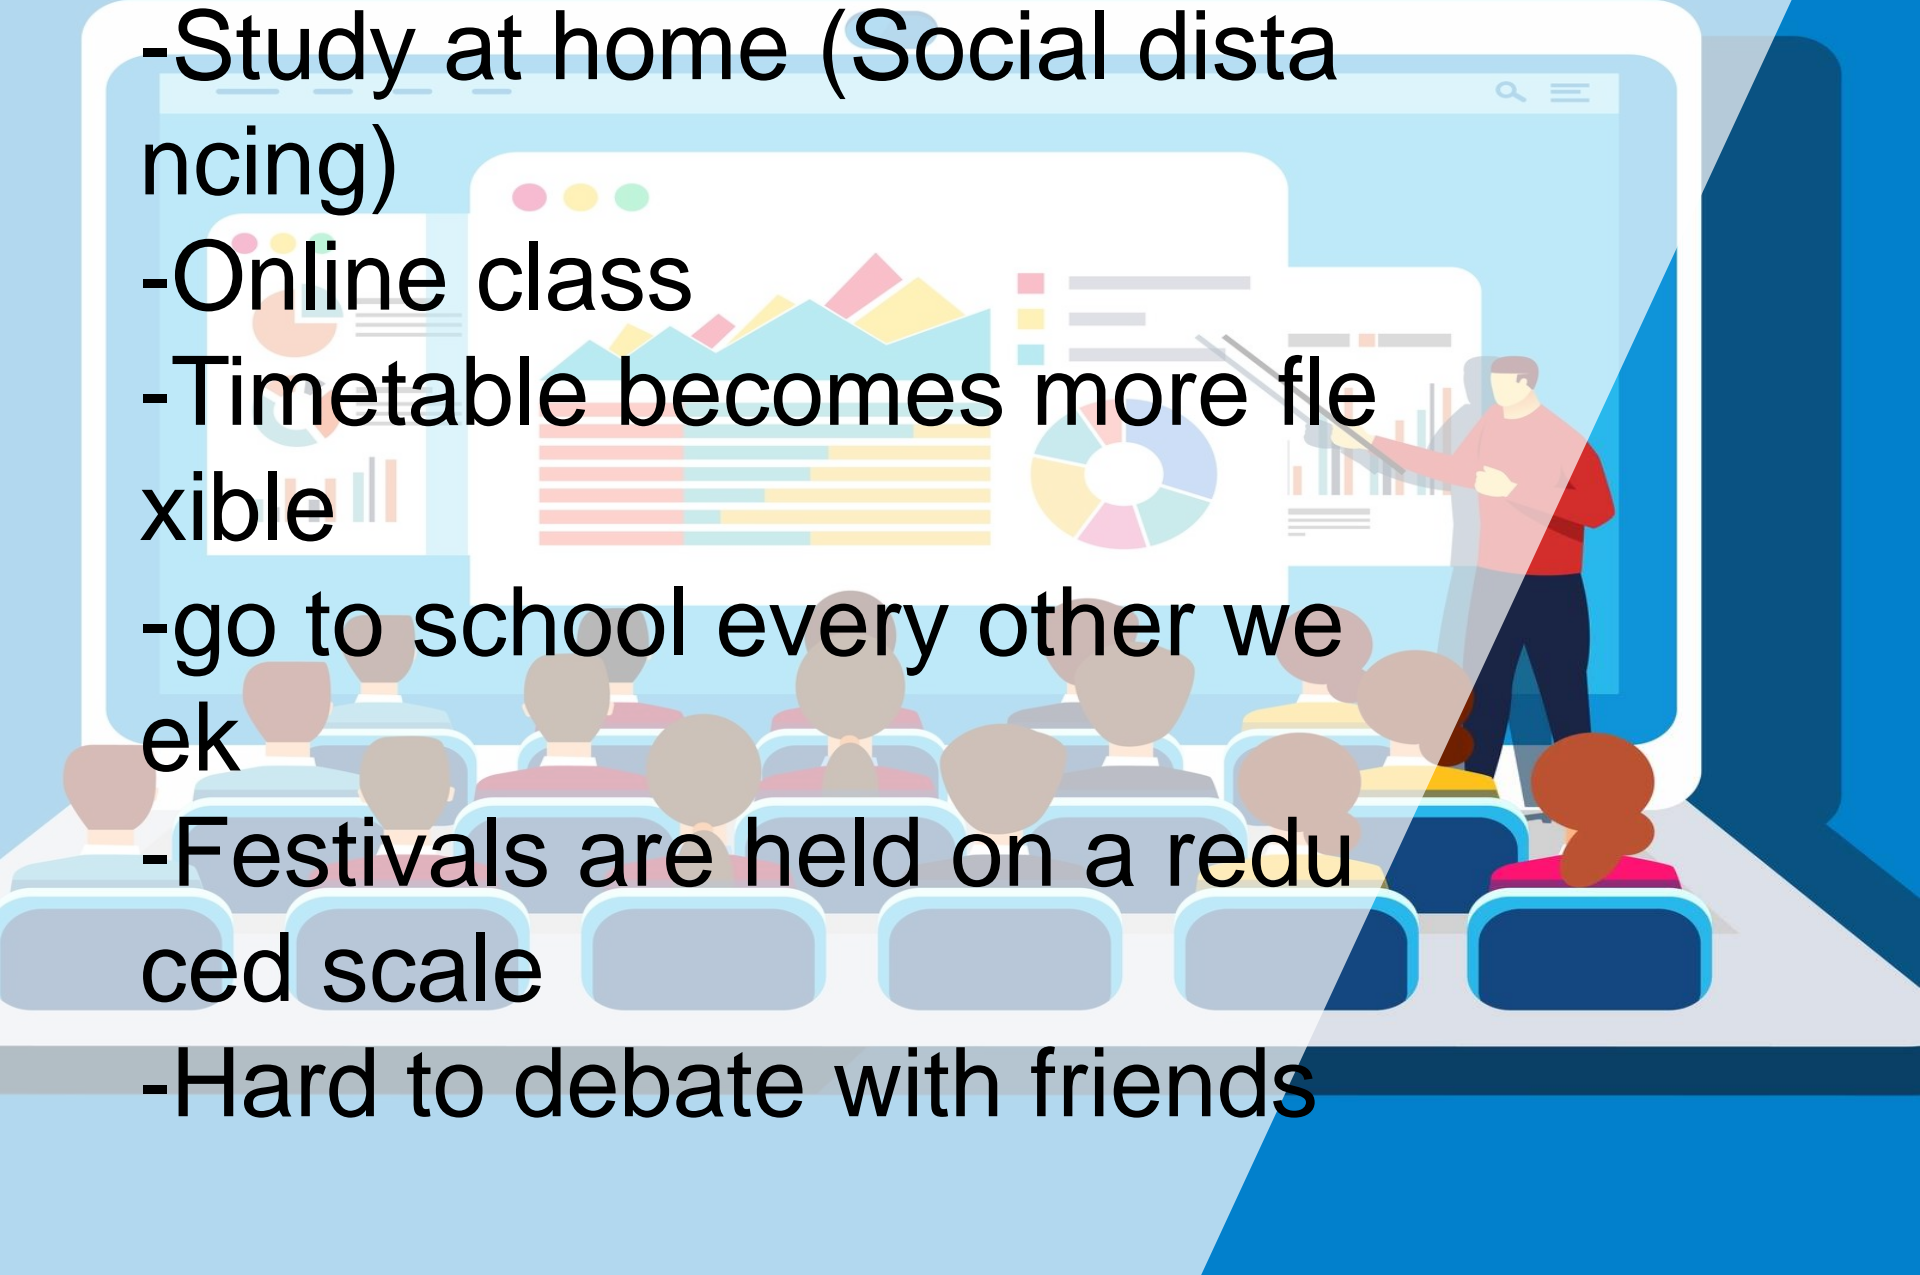 -Study at home (Social dista
ncing)
-Online class
-Timetable becomes more fle
xible
-go to school every other we
ek
-Festivals are held on a redu
ced scale
-Hard to debate with friends